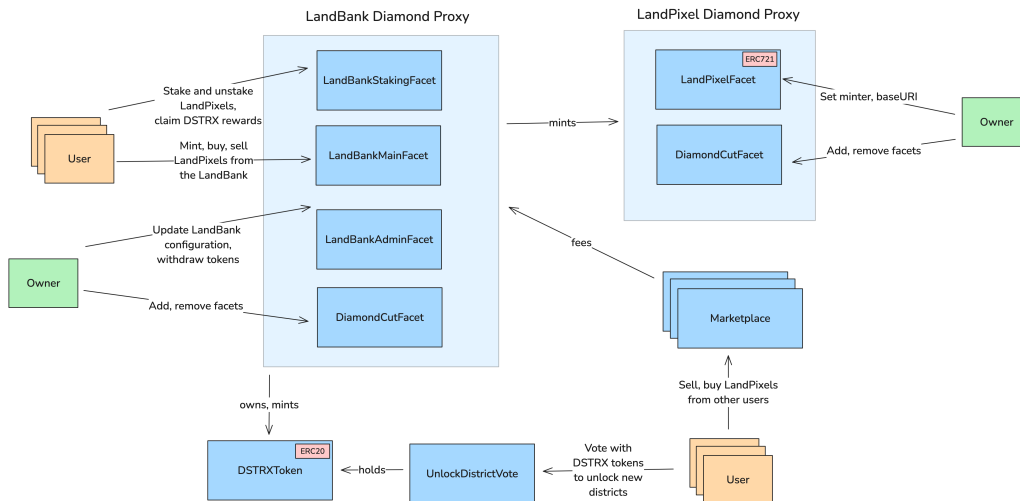 LandBank Diamond Proxy
LandPixel Diamond Proxy
LandBankStakingFacet
ERC721
LandPixelFacet
Stake and unstake
LandPixels,
claim DSTRX rewards
Set minter, baseURI
Owner
mints
User
Mint, buy, sell
LandPixels from
the LandBank
LandBankMainFacet
DiamondCutFacet
Add, remove facets
Update LandBank
configuration,
withdraw tokens
LandBankAdminFacet
fees
Owner
Add, remove facets
DiamondCutFacet
Marketplace
Sell, buy LandPixels
from other users
owns, mints
ERC20
DSTRXToken
holds
UnlockDistrictVote
Vote with
DSTRX tokens
to unlock new
districts
User